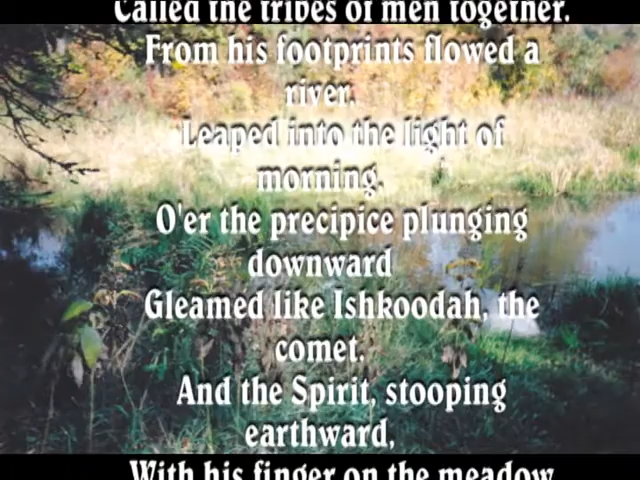 Called the tribes of men together.
From his footprints flowed a
river.
Leaped into the light of
morning.
O'er the precipice plunging
downward
Gleamed like Ishkoodah, the
comet.
And the Spirit, stooping
earthward,
With his finger on the meadow